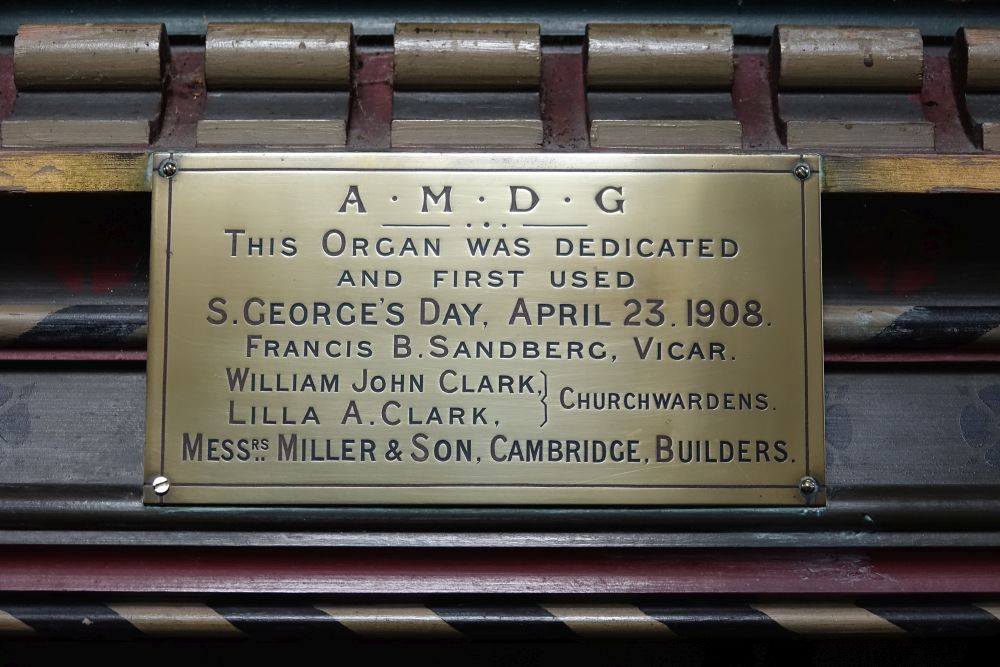 A·M·D·G
THIS ORGAN WAS DEDICATED
AND FIRST USED
S. GEORGE'S DAY, APRIL 23. 1908.
FRANCIS B. SANDBERG, VICAR.
WILLIAM JOHN CLARK,
LILLA A. CLARK, } CHURCHWARDENS.
MESSRS. MILLER & SON, CAMBRIDGE, BUILDERS.